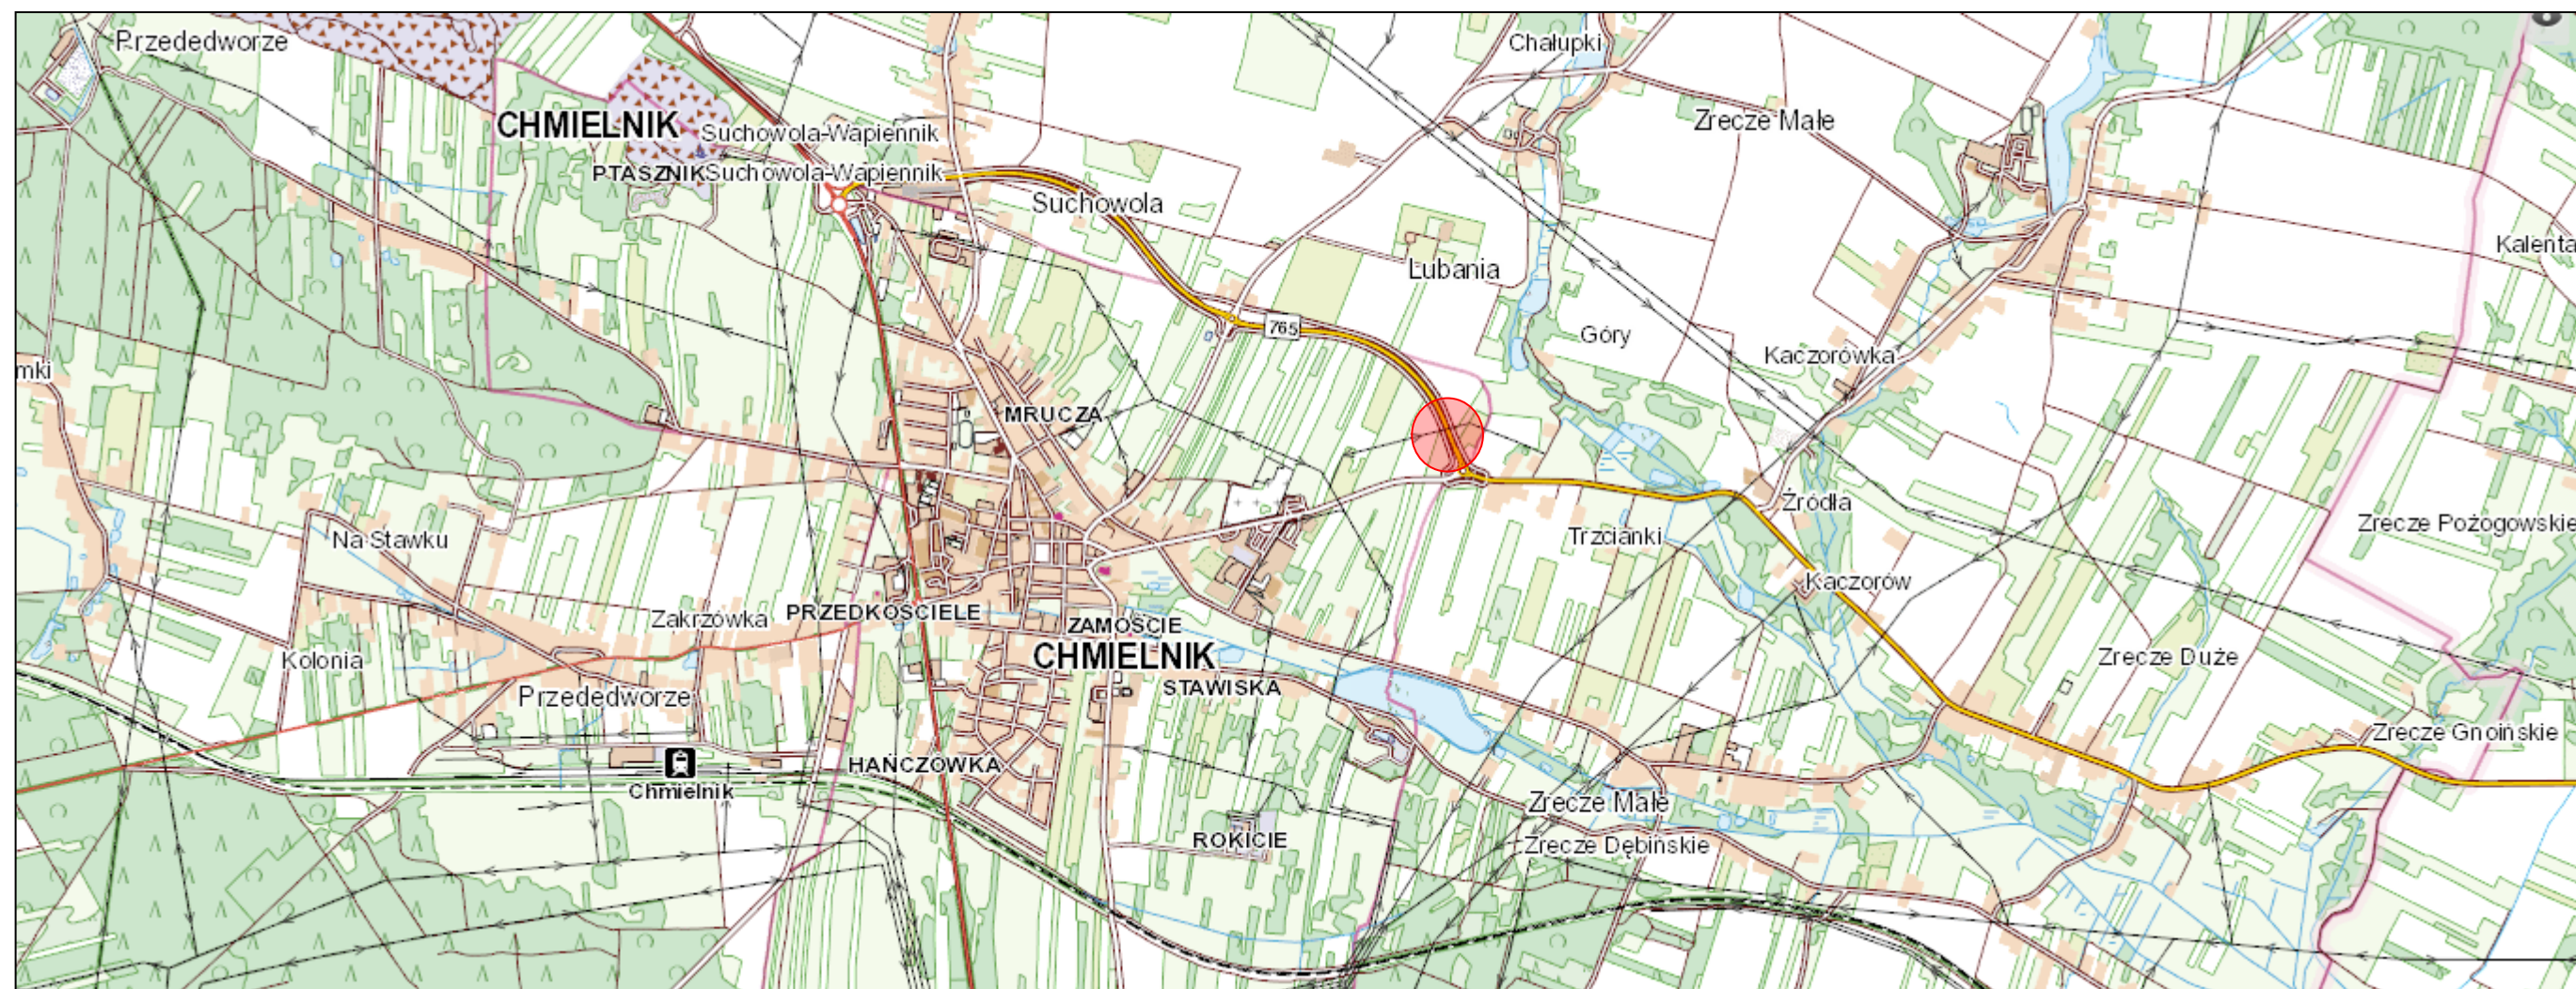 Przededworze
Chałupki
CHMIELNIK
Suchowola-Wapiennik
Zrecze Małe
PTASZNIK
Suchowola-Wapiennik
Suchowola
Kalenta
Lubania
765
Góry
Kaczorówka
mki
MRUCZA
Źródła
Zrecze Pożogowskie
Na Stawku
Trzcianki
Kaczorów
Zakrzówka
PRZEDKOŚCIELE
ZAMOŚCIE
Kolonia
CHMIELNIK
Zrecze Duże
STAWISKA
Przededworze
Zrecze Gnoińskie
HAŃCZÓWKA
Chmielnik
Zrecze Małe
ROKICIE
Zrecze Dębińskie